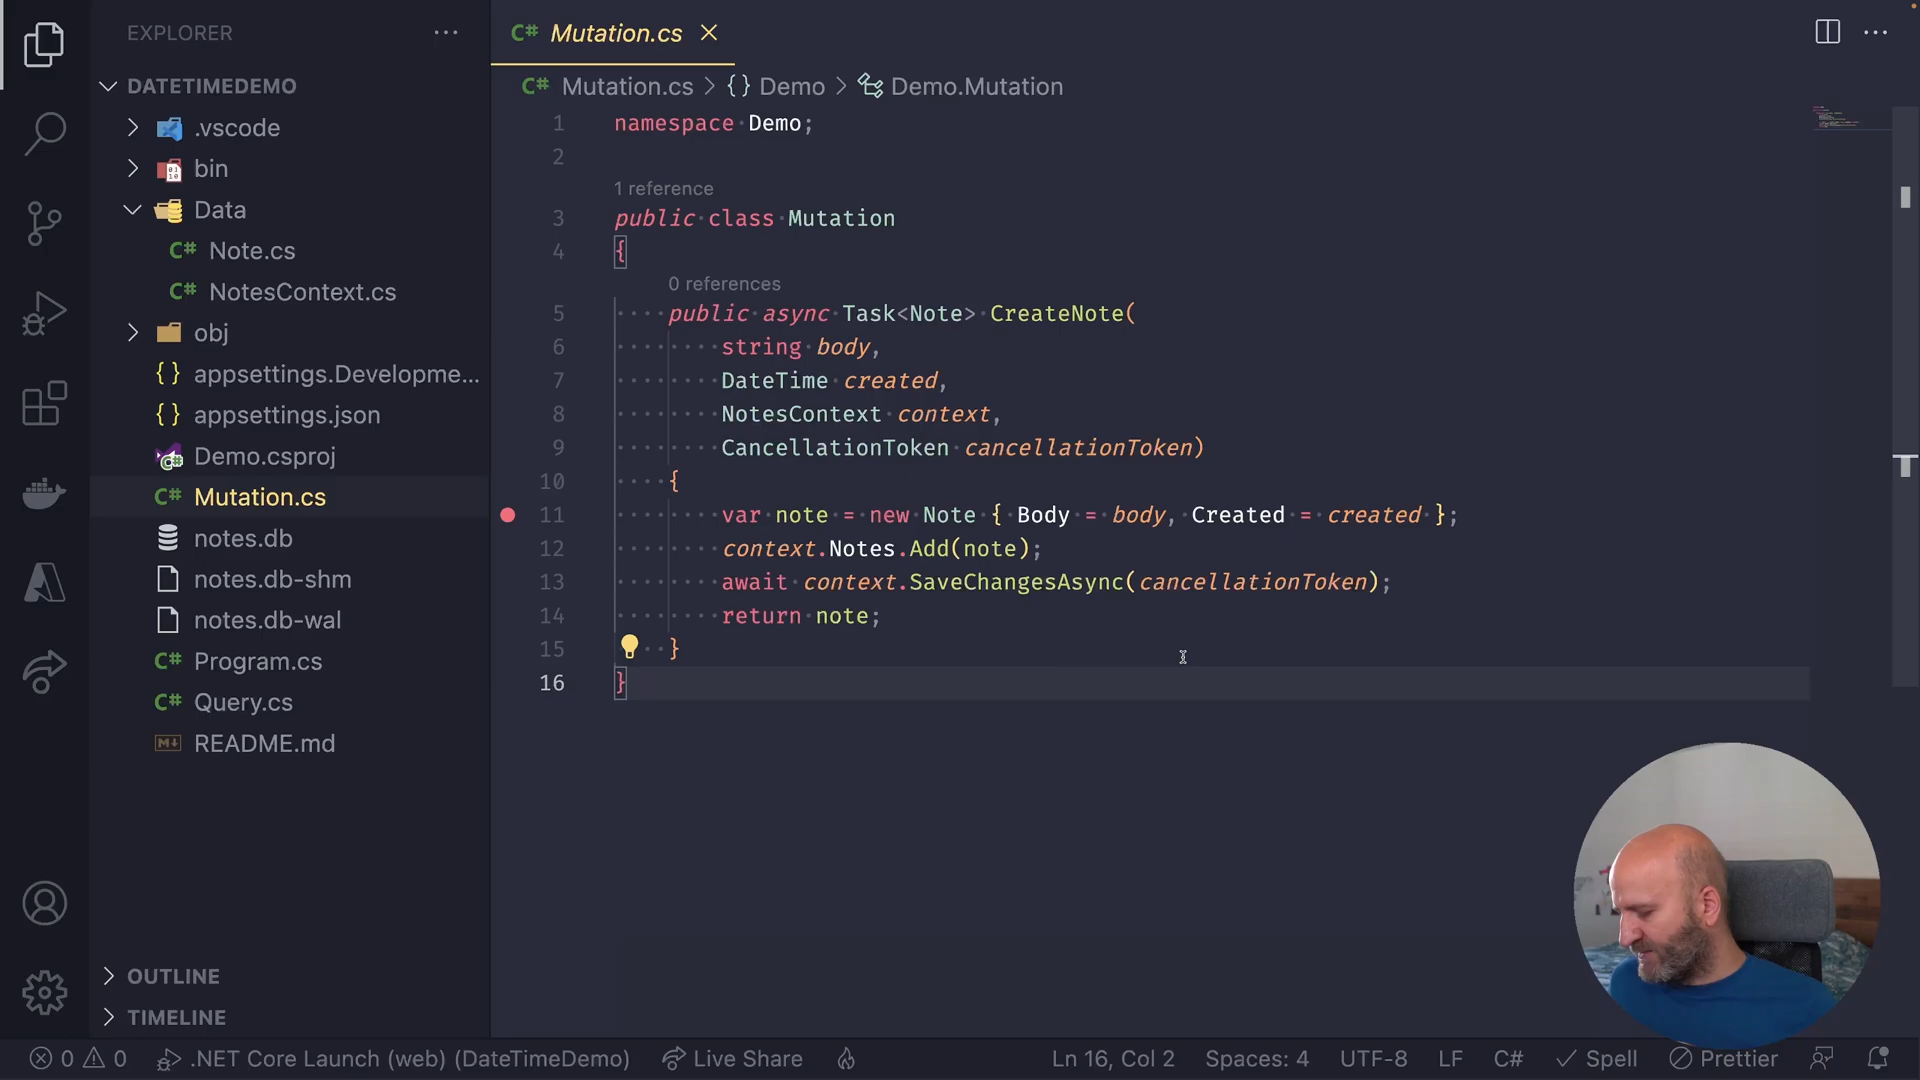 EXPLORER
DATETIMEDEMO
.vscode
bin
Data
C# Note.cs
C# NotesContext.cs
obj
{} appsettings.Developme...
{} appsettings.json
Demo.csproj
C# Mutation.cs
notes.db
notes.db-shm
notes.db-wal
C# Program.cs
C# Query.cs
README.md
OUTLINE
TIMELINE
C# Mutation.cs
C# Mutation.cs > {} Demo > Demo.Mutation
1 namespace Demo;
2
1 reference
3 public class Mutation
4 {
0 references
5 public async Task<Note> CreateNote(
6 string body,
7 DateTime created,
8 NotesContext context,
9 CancellationToken cancellationToken)
10 {
11 var note = new Note { Body = body, Created = created };
12 context.Notes.Add(note);
13 await context.SaveChangesAsync(cancellationToken);
14 return note;
15 }
16 }
0 0 .NET Core Launch (web) (DateTimeDemo) Live Share Ln 16, Col 2 Spaces: 4 UTF-8 LF C# Spell Prettier